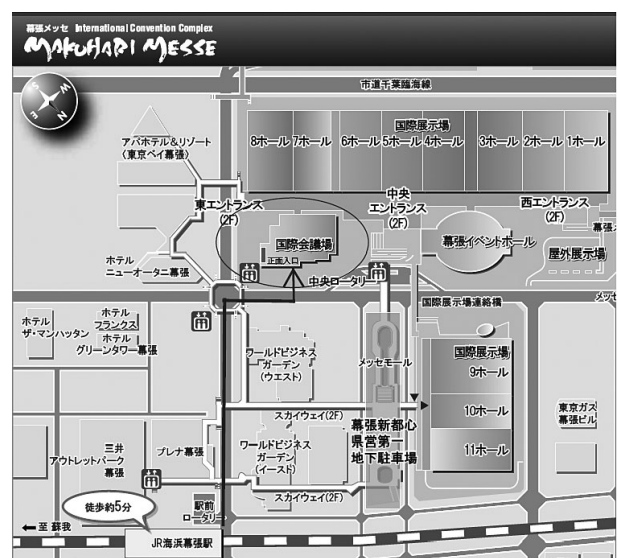 幕張メッセ International Convention Complex
MAKUHARI MESSE
S W
E N
市道千葉臨海線
アパホテル&リゾート
(東京ベイ幕張)
国際展示場
8ホール 7ホール 6ホール 5ホール 4ホール 3ホール 2ホール 1ホール
東エントランス
(2F)
中央
エントランス
(2F)
西エントランス
(2F)
国際会議場
正面入口
幕張イベントホール
屋外展示場
ホテル
ニューオータニ幕張
中央ロータリー
国際展示場連絡橋
ホテル
ザ・マンハッタン
ホテル
フランクス
ホテル
グリーンタワー幕張
ワールドビジネス
ガーデン
(ウエスト)
メッセモール
国際展示場
9ホール
10ホール
11ホール
スカイウェイ(2F)
東京ガス
幕張ビル
幕張新都心
県営第一
地下駐車場
三井
アウトレットパーク
幕張
プレナ幕張
ワールドビジネス
ガーデン
(イースト)
スカイウェイ(2F)
徒歩約5分
駅前
ロータリー
← 至 蘇我
JR海浜幕張駅